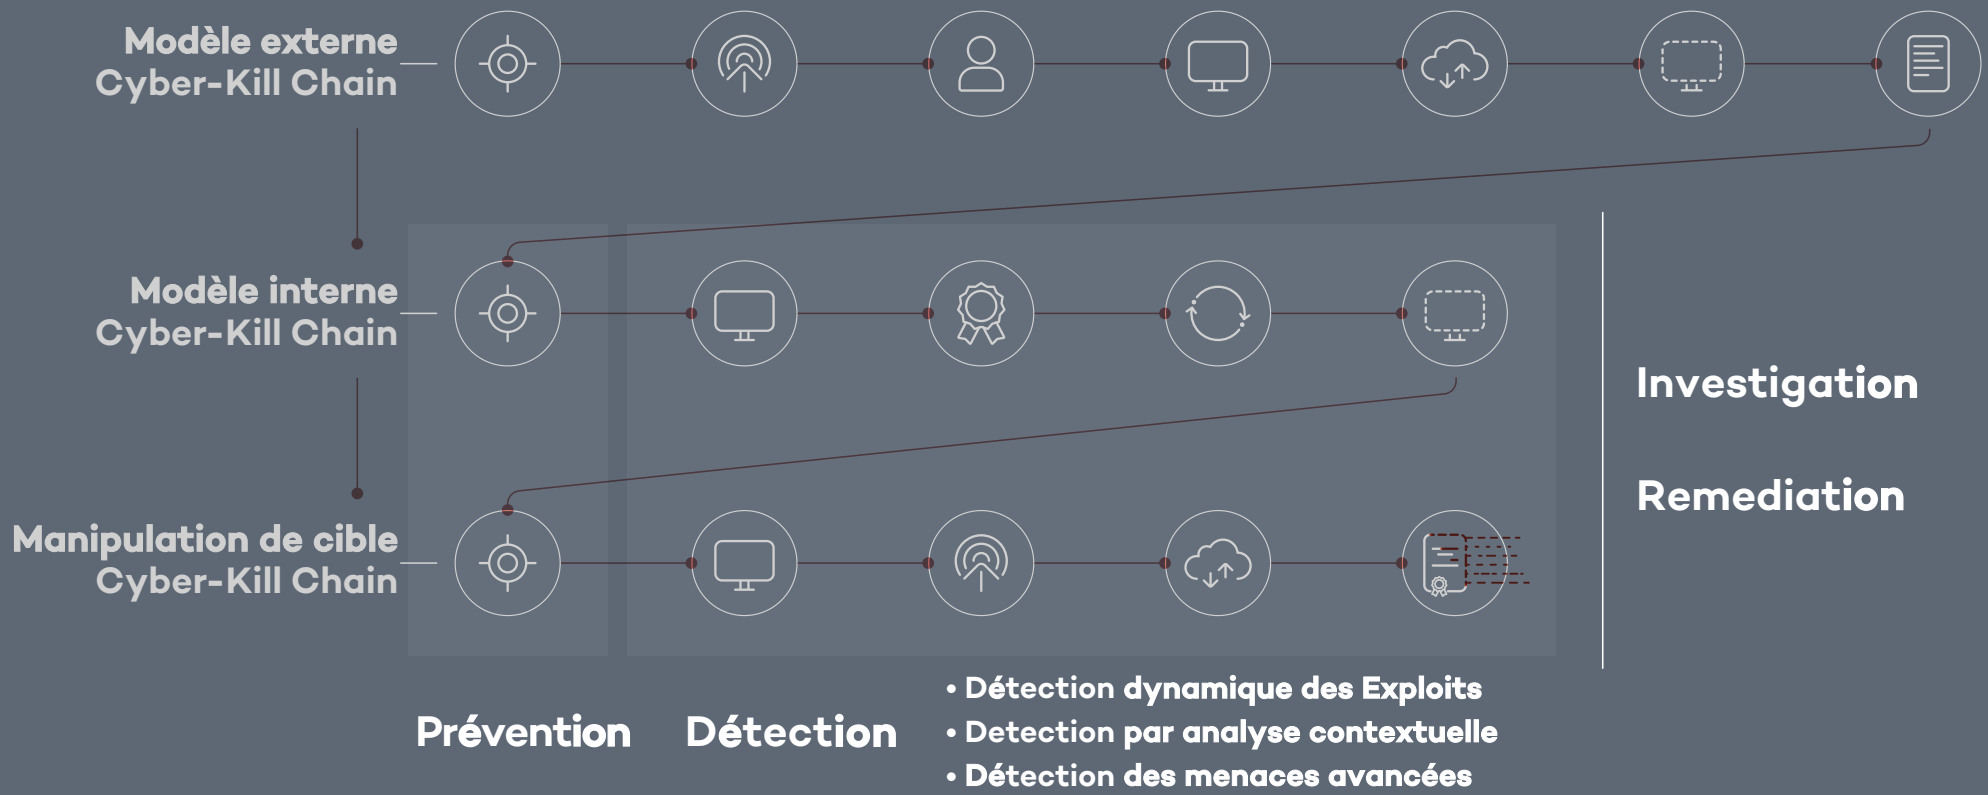 Modèle externe
Cyber-Kill Chain
Modèle interne
Cyber-Kill Chain
Manipulation de cible
Cyber-Kill Chain
Investigation
Remediation
Prévention
Détection
• Détection dynamique des Exploits
• Detection par analyse contextuelle
• Détection des menaces avancées